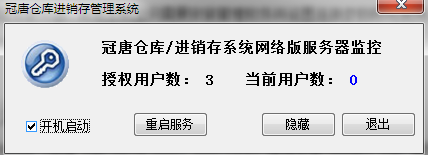 冠唐仓库进销存管理系统
冠唐仓库/进销存系统网络版服务器监控
授权用户数： 3 当前用户数： 0
开机启动 重启服务 隐藏 退出